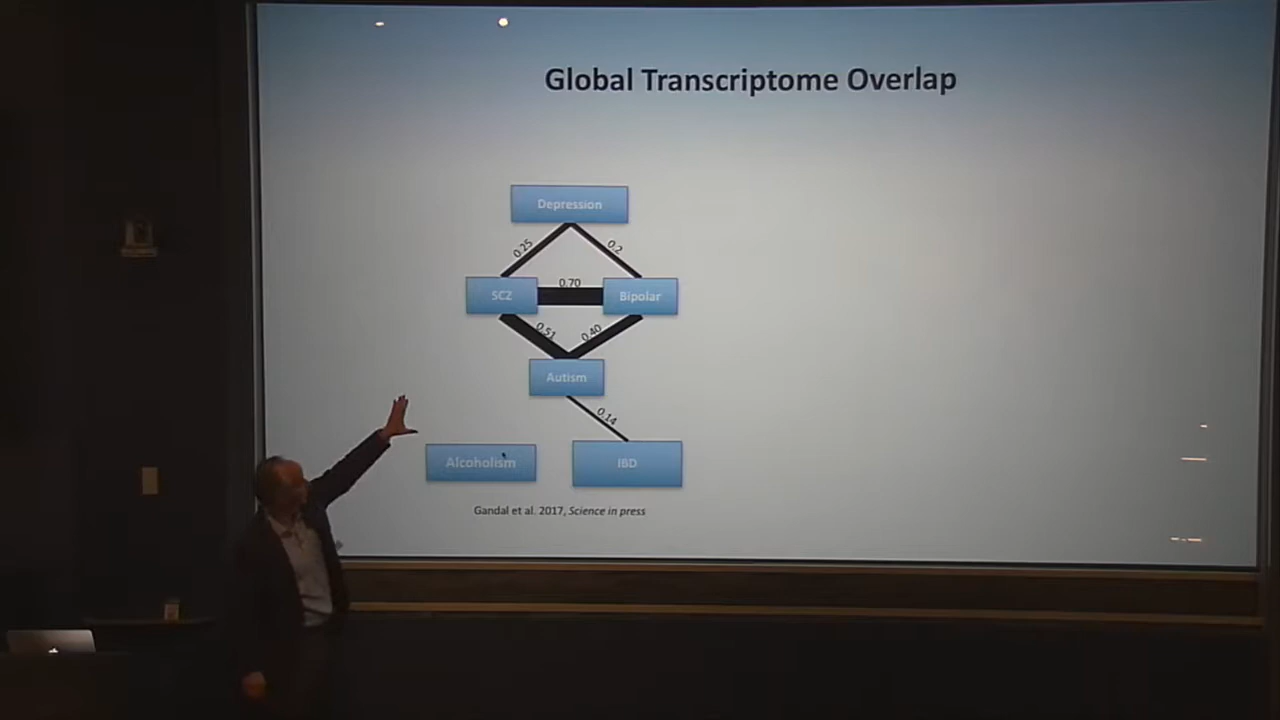 Global Transcriptome Overlap
Depression
0.25
0.2
SCZ
0.70
Bipolar
0.51
0.40
Autism
0.14
Alcoholism
IBD
Gandal et al. 2017, Science in press